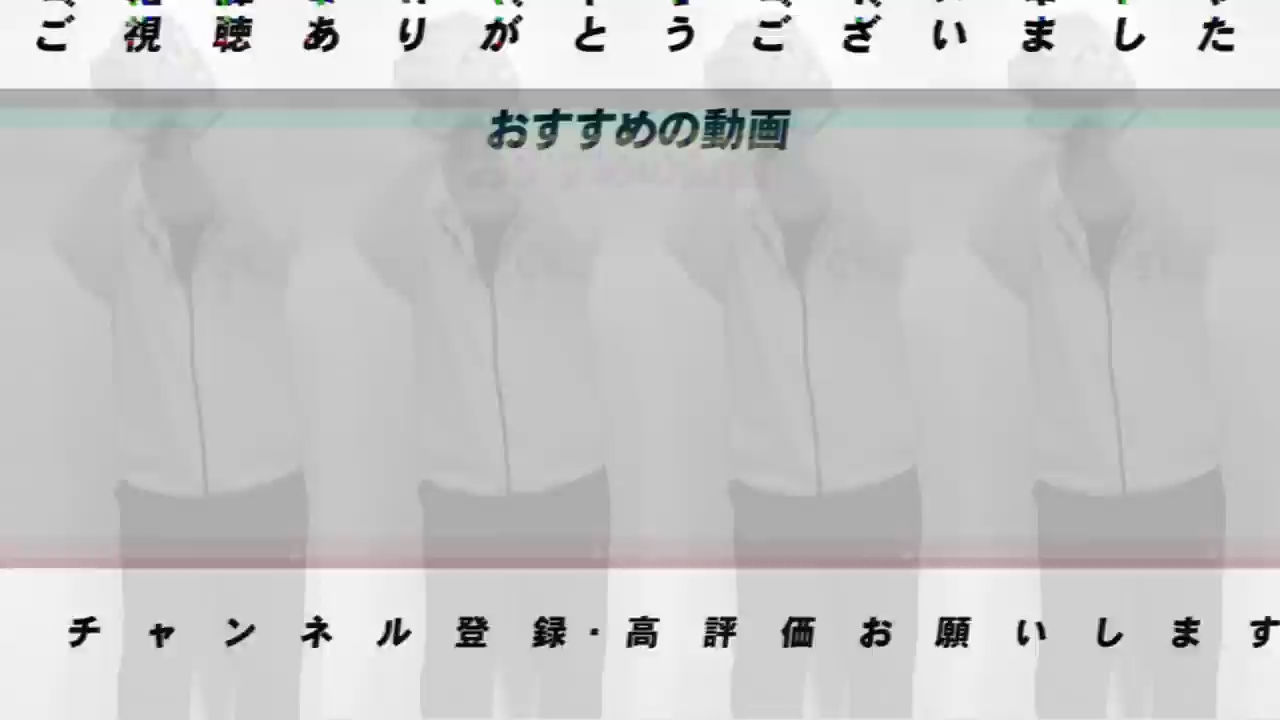 ご視聴ありがとうございました
おすすめの動画
チャンネル登録・高評価お願いします